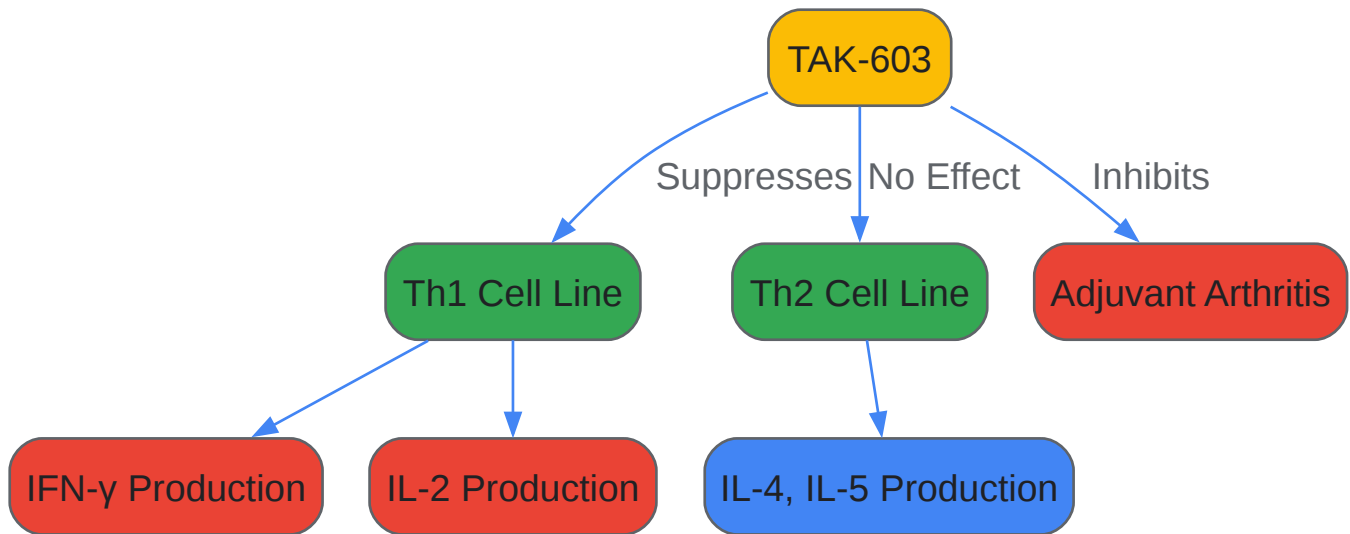 TAK-603
Suppresses
No Effect
Inhibits
Th1 Cell Line
Th2 Cell Line
Adjuvant Arthritis
IFN-γ Production
IL-2 Production
IL-4, IL-5 Production